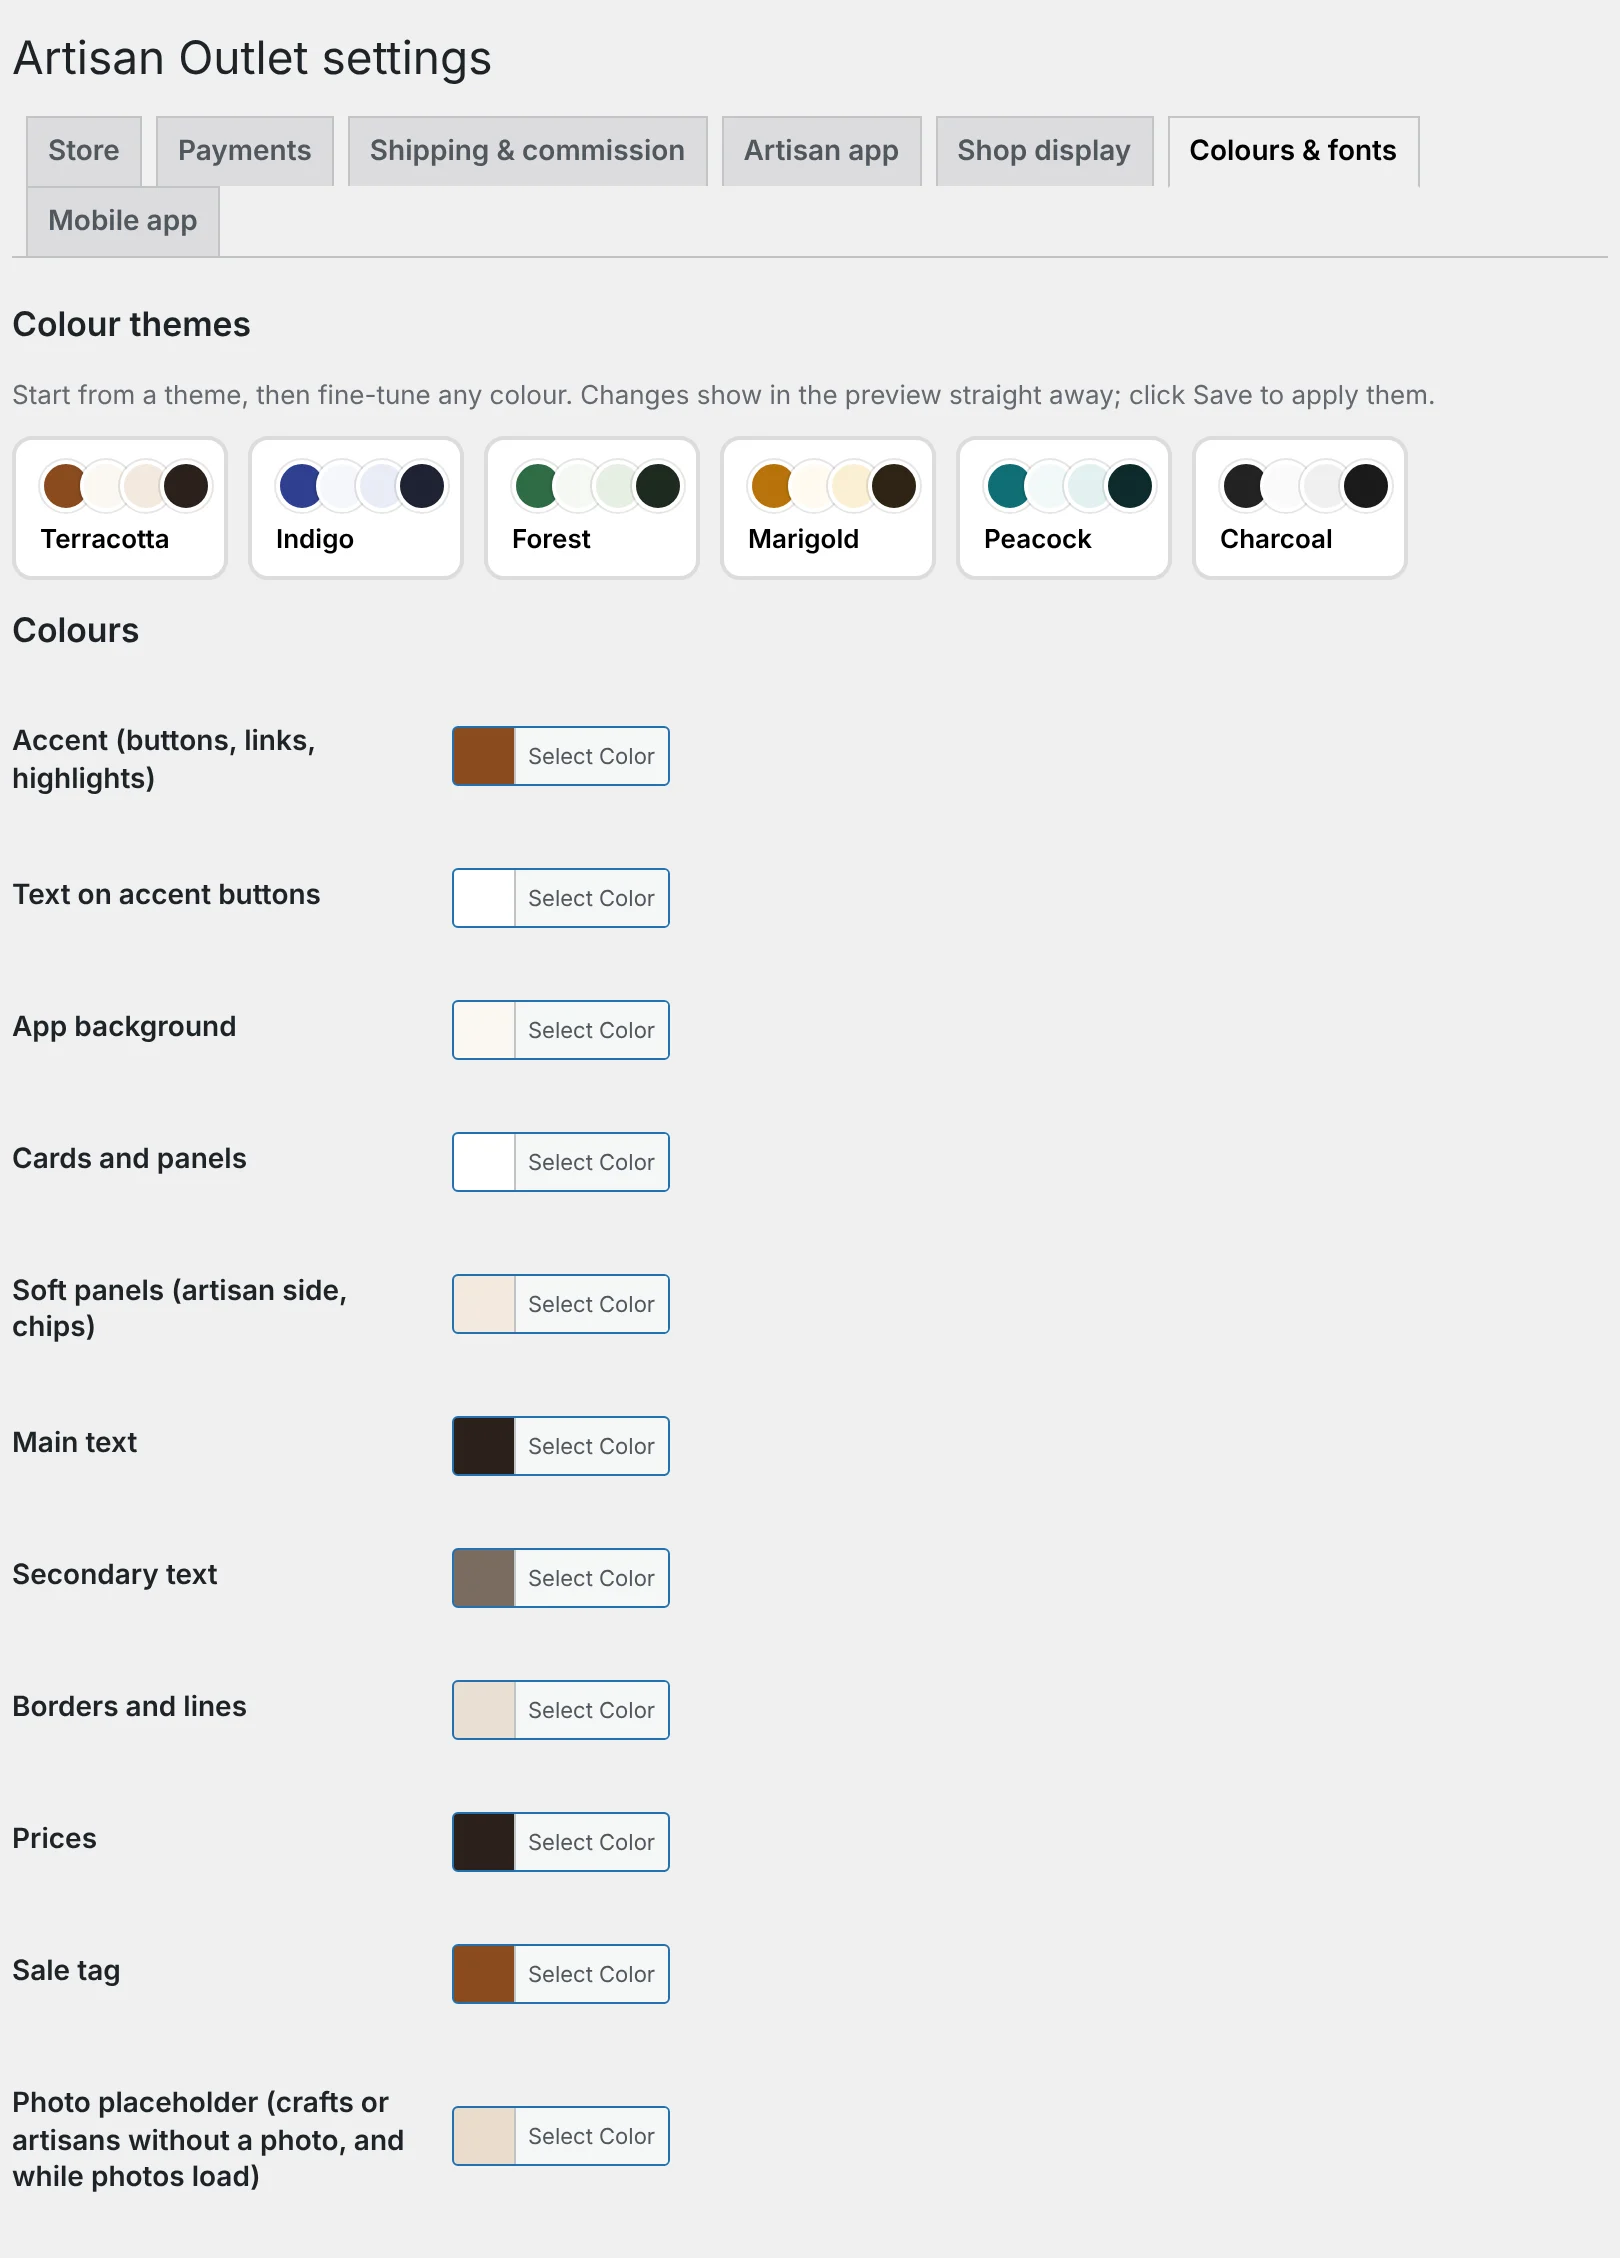 Artisan Outlet settings
Store
Payments
Shipping & commission
Artisan app
Shop display
Colours & fonts
Mobile app
Colour themes
Start from a theme, then fine-tune any colour. Changes show in the preview straight away; click Save to apply them.
Terracotta
Indigo
Forest
Marigold
Peacock
Charcoal
Colours
Accent (buttons, links,
highlights)
Select Color
Text on accent buttons
Select Color
App background
Select Color
Cards and panels
Select Color
Soft panels (artisan side,
chips)
Select Color
Main text
Select Color
Secondary text
Select Color
Borders and lines
Select Color
Prices
Select Color
Sale tag
Select Color
Photo placeholder (crafts or
artisans without a photo, and
while photos load)
Select Color